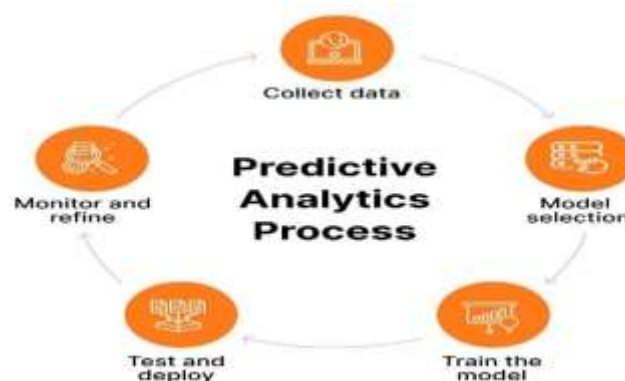 Collect data
Model
selection
Train the
model
Test and
deploy
Monitor and
refine
Predictive
Analytics
Process